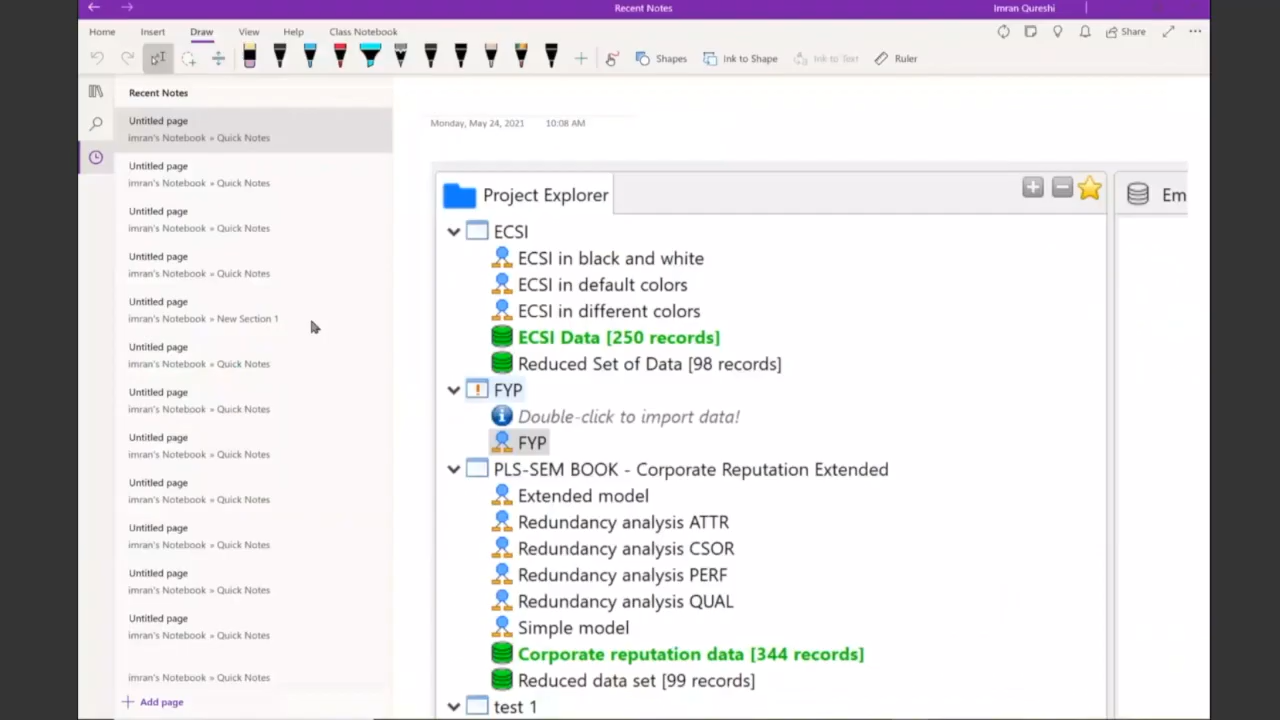 Recent Notes
Imran Qureshi
Home Insert Draw View Help Class Notebook
Share
Shapes Ink to Shape Ink to Text Ruler
Recent Notes
Untitled page
imran's Notebook » Quick Notes
Untitled page
imran's Notebook » Quick Notes
Untitled page
imran's Notebook » Quick Notes
Untitled page
imran's Notebook » Quick Notes
Untitled page
imran's Notebook » New Section 1
Untitled page
imran's Notebook » Quick Notes
Untitled page
imran's Notebook » Quick Notes
Untitled page
imran's Notebook » Quick Notes
Untitled page
imran's Notebook » Quick Notes
Untitled page
imran's Notebook » Quick Notes
Untitled page
imran's Notebook » Quick Notes
Untitled page
imran's Notebook » Quick Notes
imran's Notebook » Quick Notes
Add page
Monday, May 24, 2021 10:08 AM
Project Explorer
Em
ECSI
ECSI in black and white
ECSI in default colors
ECSI in different colors
ECSI Data [250 records]
Reduced Set of Data [98 records]
FYP
Double-click to import data!
FYP
PLS-SEM BOOK - Corporate Reputation Extended
Extended model
Redundancy analysis ATTR
Redundancy analysis CSOR
Redundancy analysis PERF
Redundancy analysis QUAL
Simple model
Corporate reputation data [344 records]
Reduced data set [99 records]
test 1